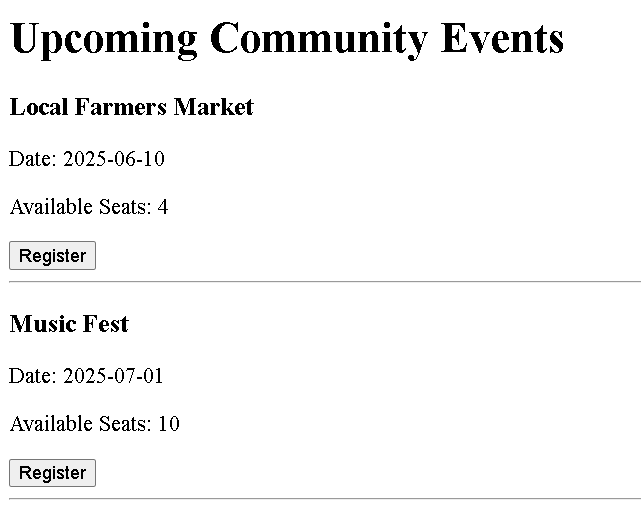 Upcoming Community Events
Local Farmers Market
Date: 2025-06-10
Available Seats: 4
Register
Music Fest
Date: 2025-07-01
Available Seats: 10
Register